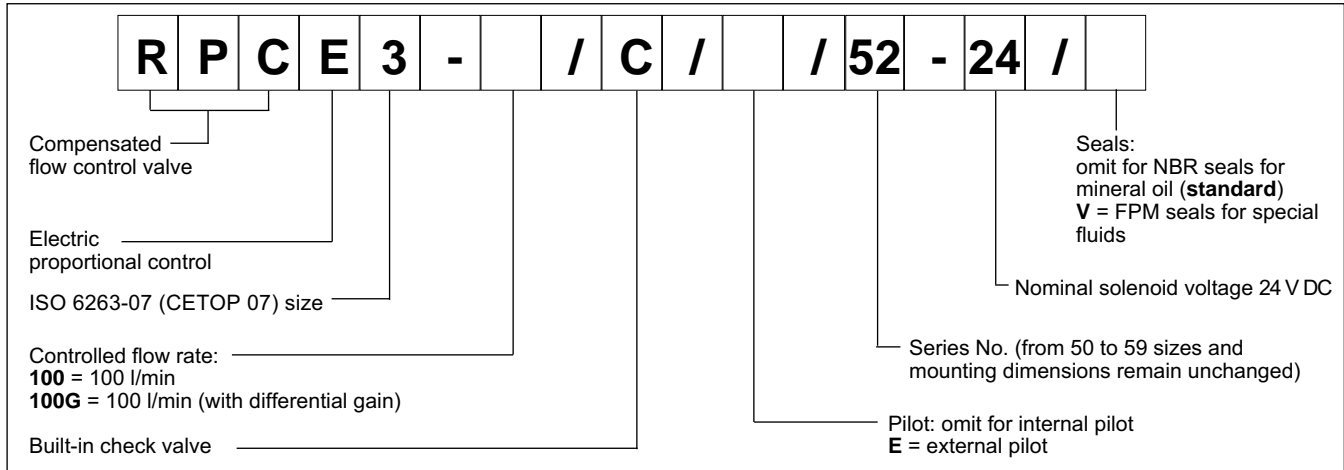 RPCE3 - / C / / 52 - 24 /
Compensated
flow control valve
Electric
proportional control
ISO 6263-07 (CETOP 07) size
Controlled flow rate:
100 = 100 l/min
100G = 100 l/min (with differential gain)
Built-in check valve
Seals:
omit for NBR seals for
mineral oil (standard)
V = FPM seals for special
fluids
Nominal solenoid voltage 24 V DC
Series No. (from 50 to 59 sizes and
mounting dimensions remain unchanged)
Pilot: omit for internal pilot
E = external pilot